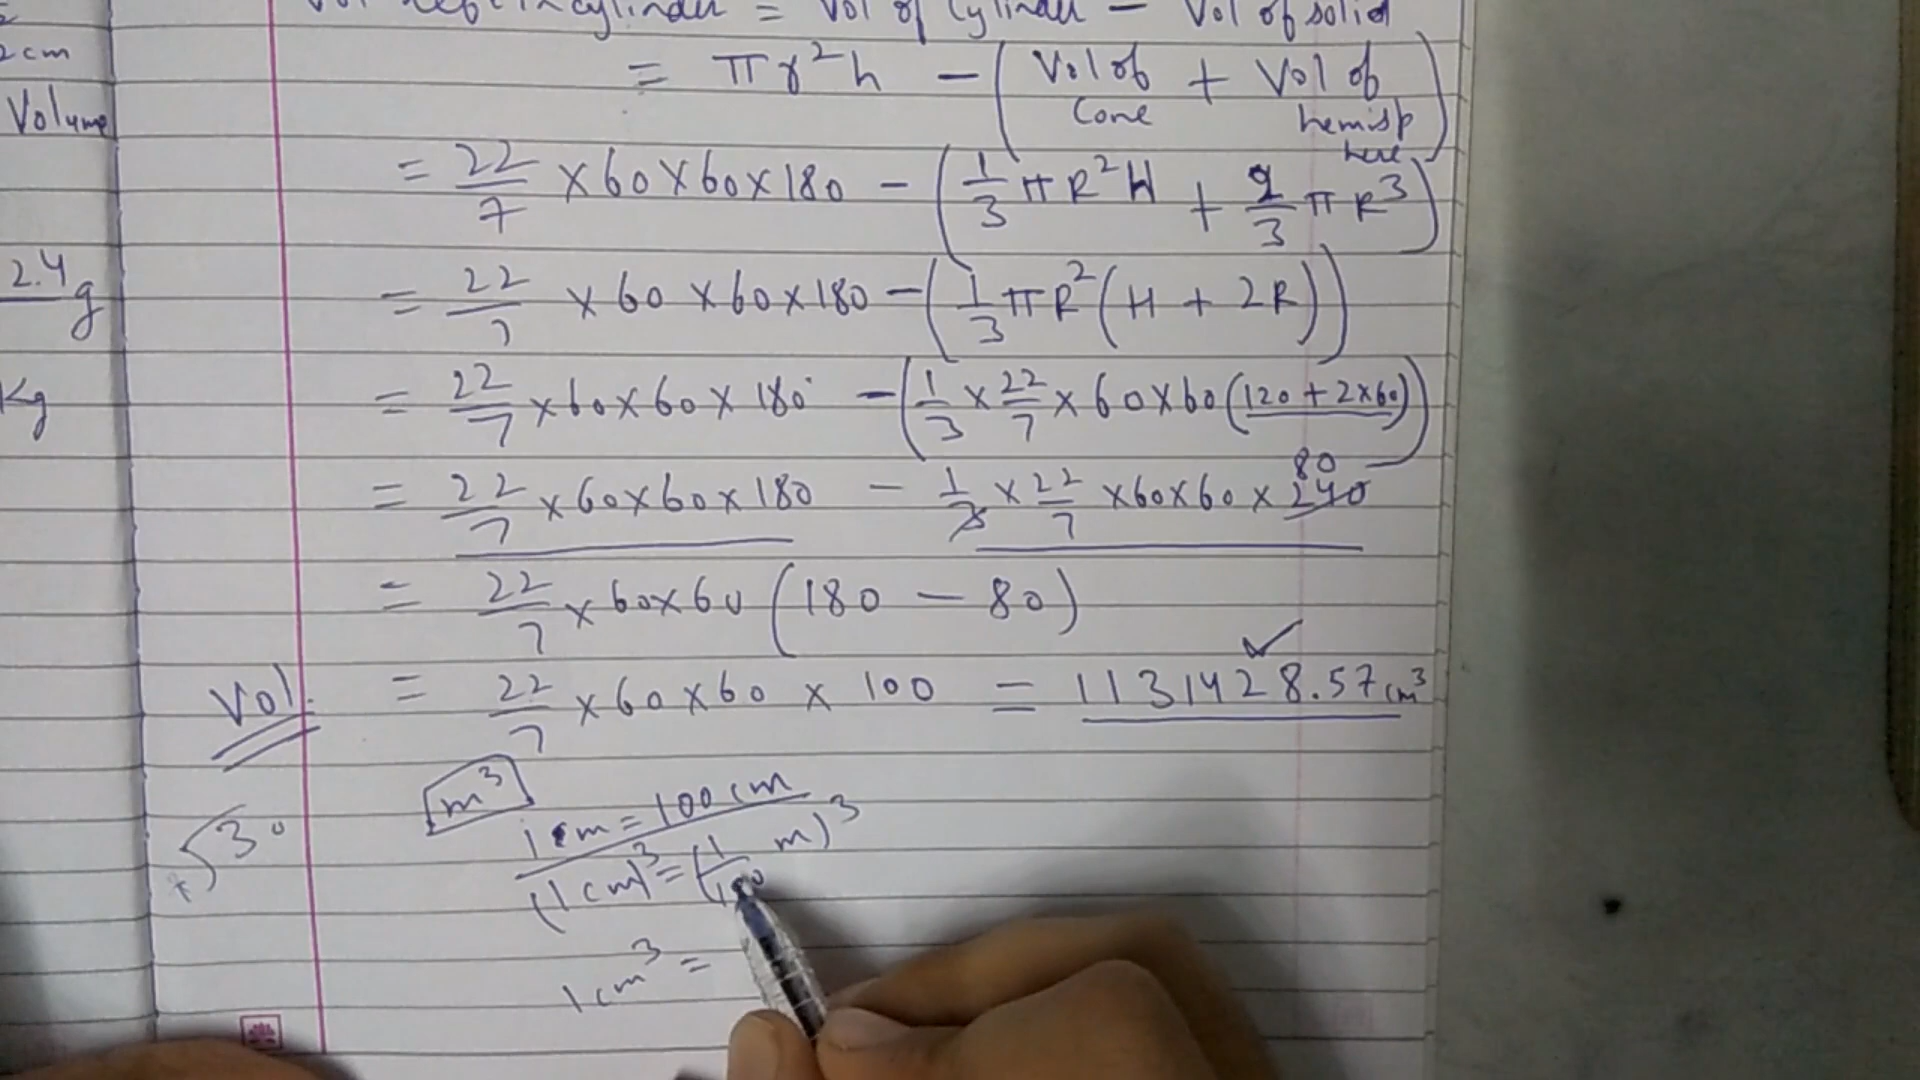 2 cm
Volume
2.4 g
Kg
Vol left in cylinder = Vol of Cylinder − Vol of solid
= πr²h − (Vol of Cone + Vol of hemisphere)
= 22/7 × 60 × 60 × 180 − (1/3 πR²H + 2/3 πR³)
= 22/7 × 60 × 60 × 180 − (1/3 πR² (H + 2R))
= 22/7 × 60 × 60 × 180 − (1/3 × 22/7 × 60 × 60 (120 + 2×60))
= 22/7 × 60 × 60 × 180 − 1/3 × 22/7 × 60 × 60 × 240 80
= 22/7 × 60 × 60 (180 − 80)
Vol. = 22/7 × 60 × 60 × 100 = 1131428.57 cm³
m³
1 m = 100 cm
(1 cm)³ = (1/100 m)³
1 cm³ =